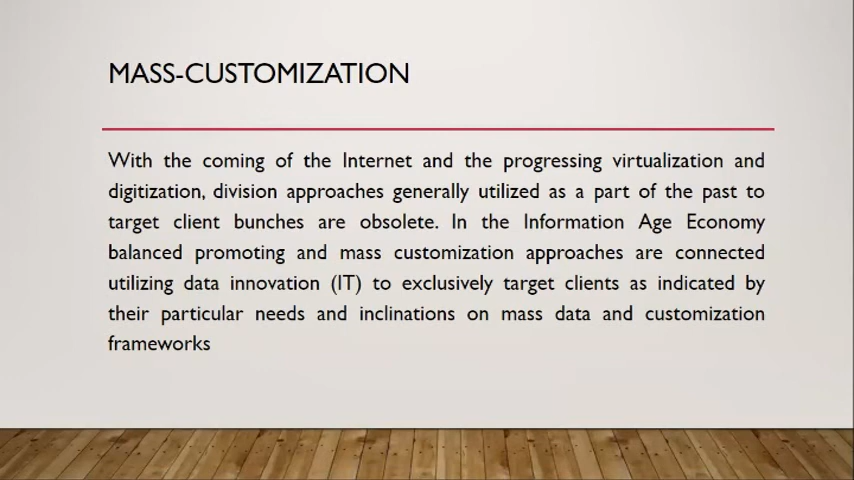 MASS-CUSTOMIZATION
With the coming of the Internet and the progressing virtualization and
digitization, division approaches generally utilized as a part of the past to
target client bunches are obsolete. In the Information Age Economy
balanced promoting and mass customization approaches are connected
utilizing data innovation (IT) to exclusively target clients as indicated by
their particular needs and inclinations on mass data and customization
frameworks